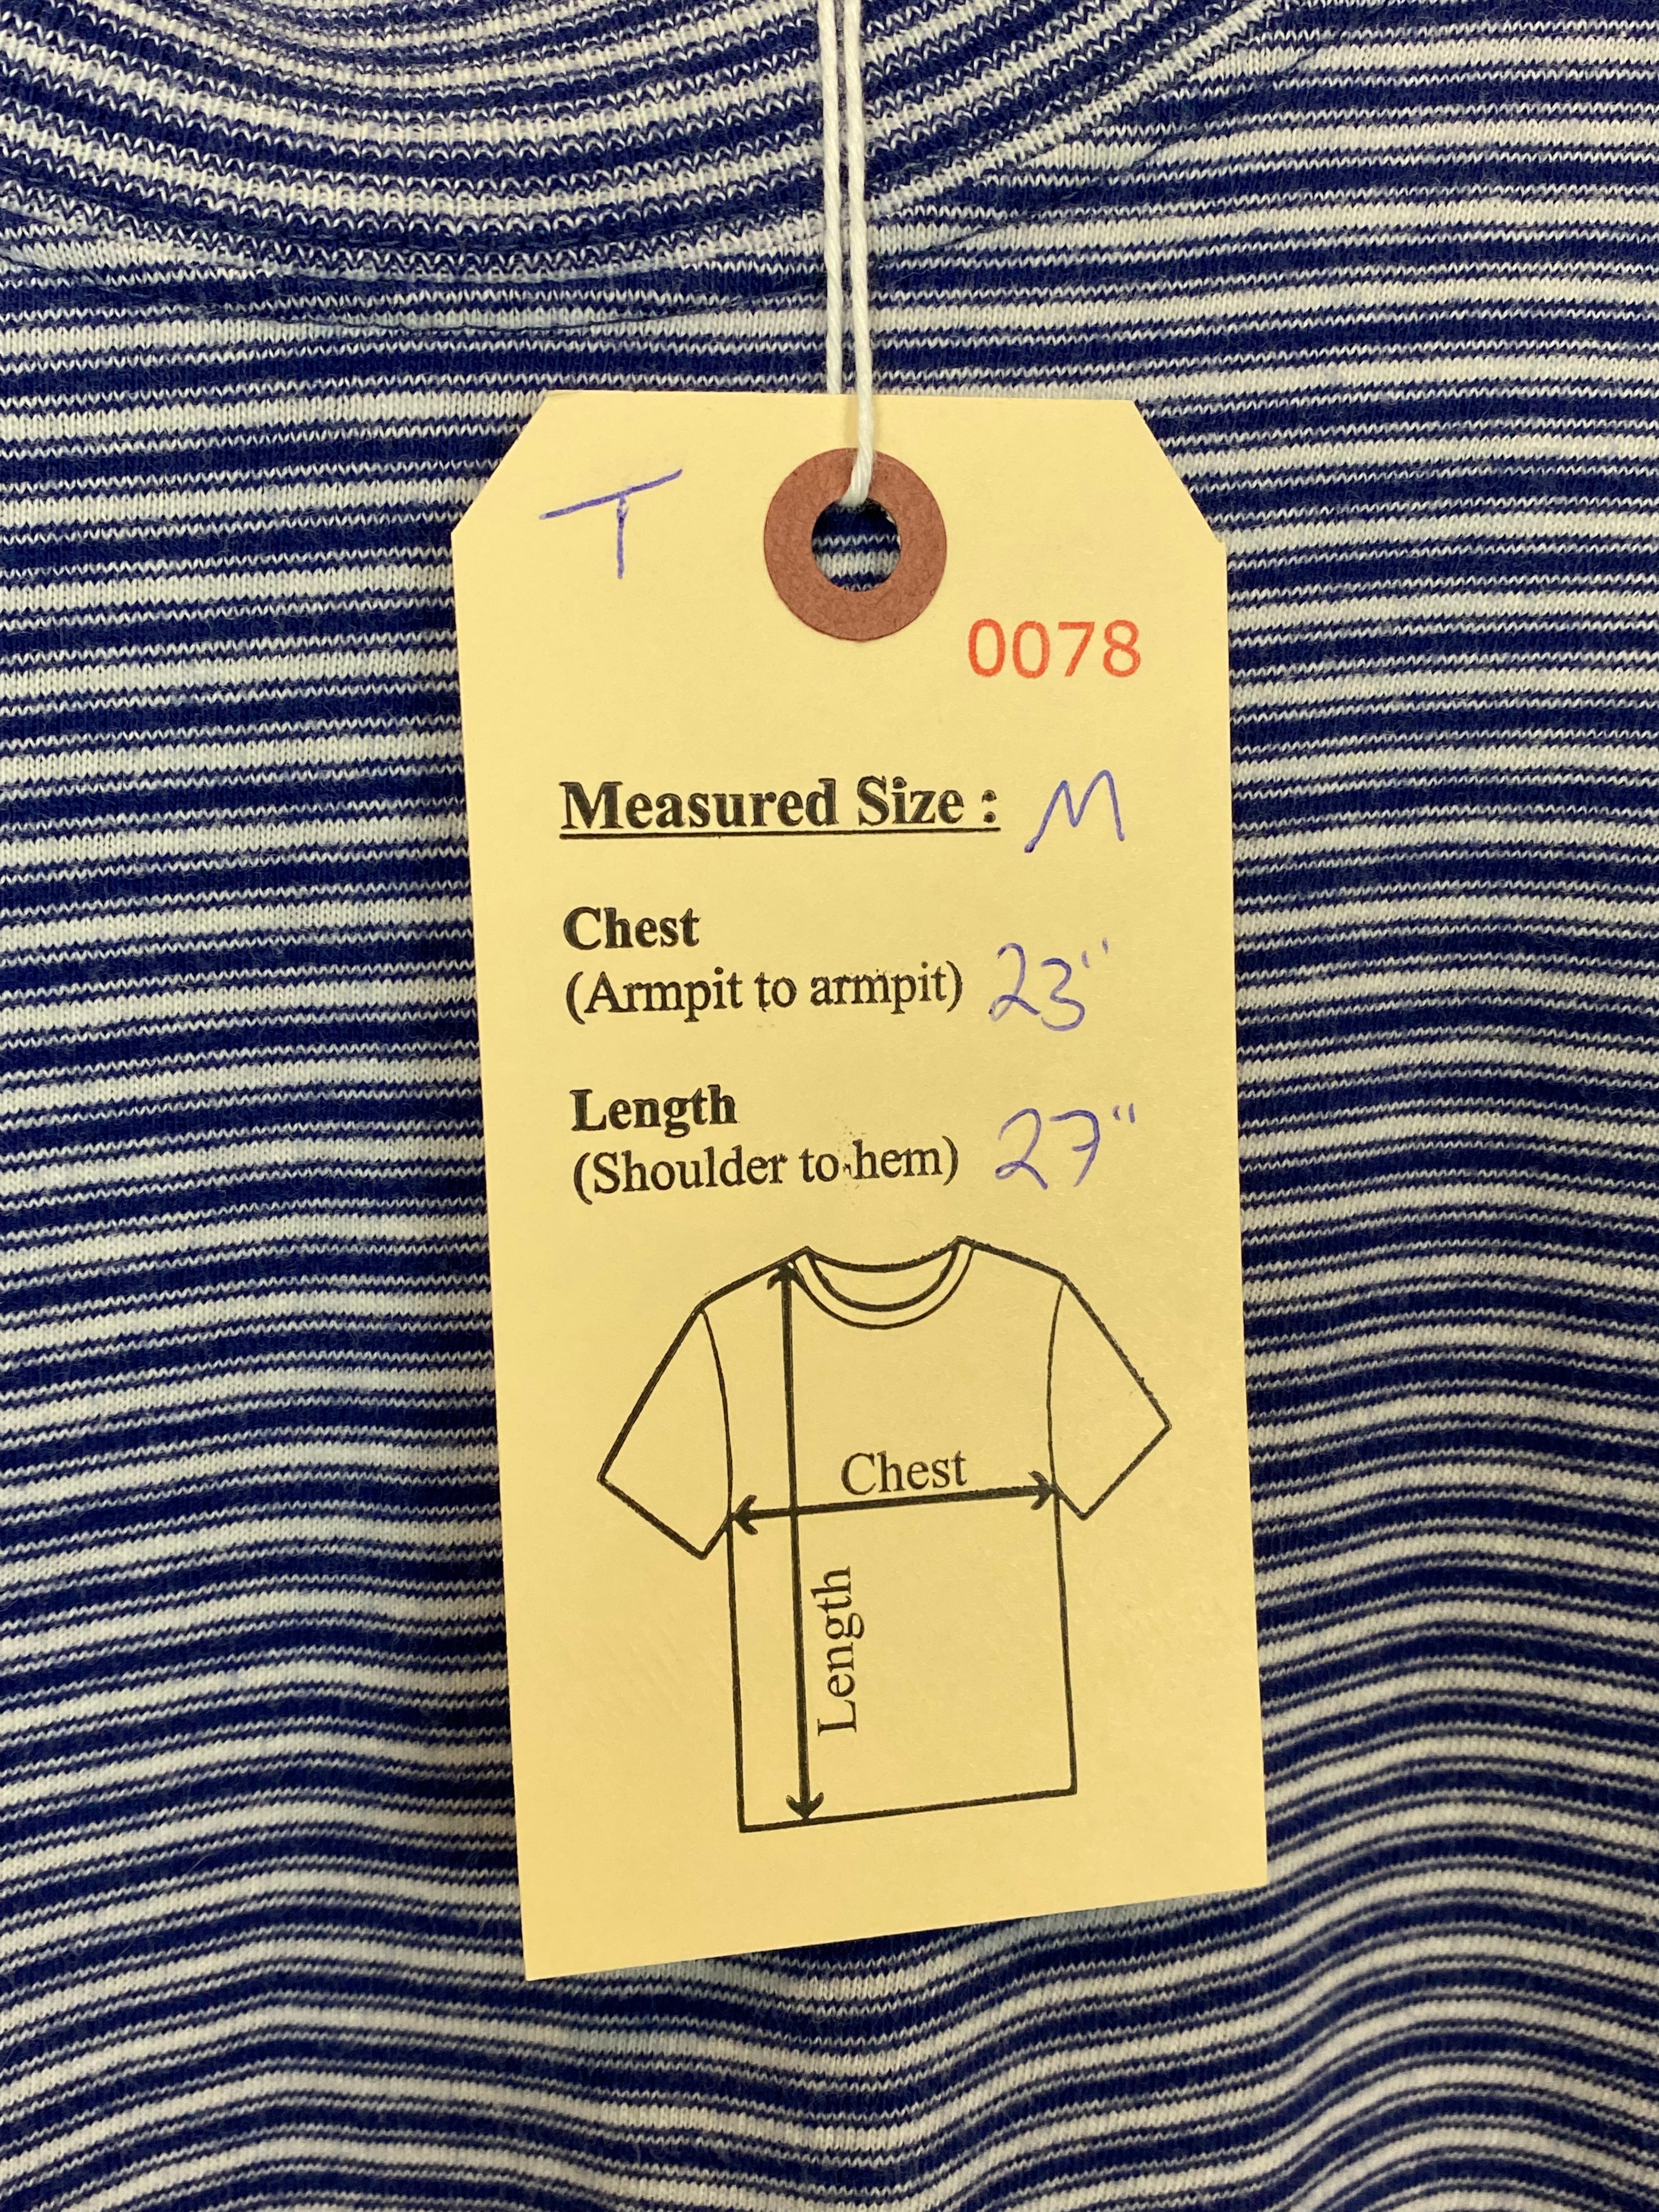 T
0078
Measured Size : M
Chest
(Armpit to armpit) 23"
Length
(Shoulder to hem) 27"
Chest
Length